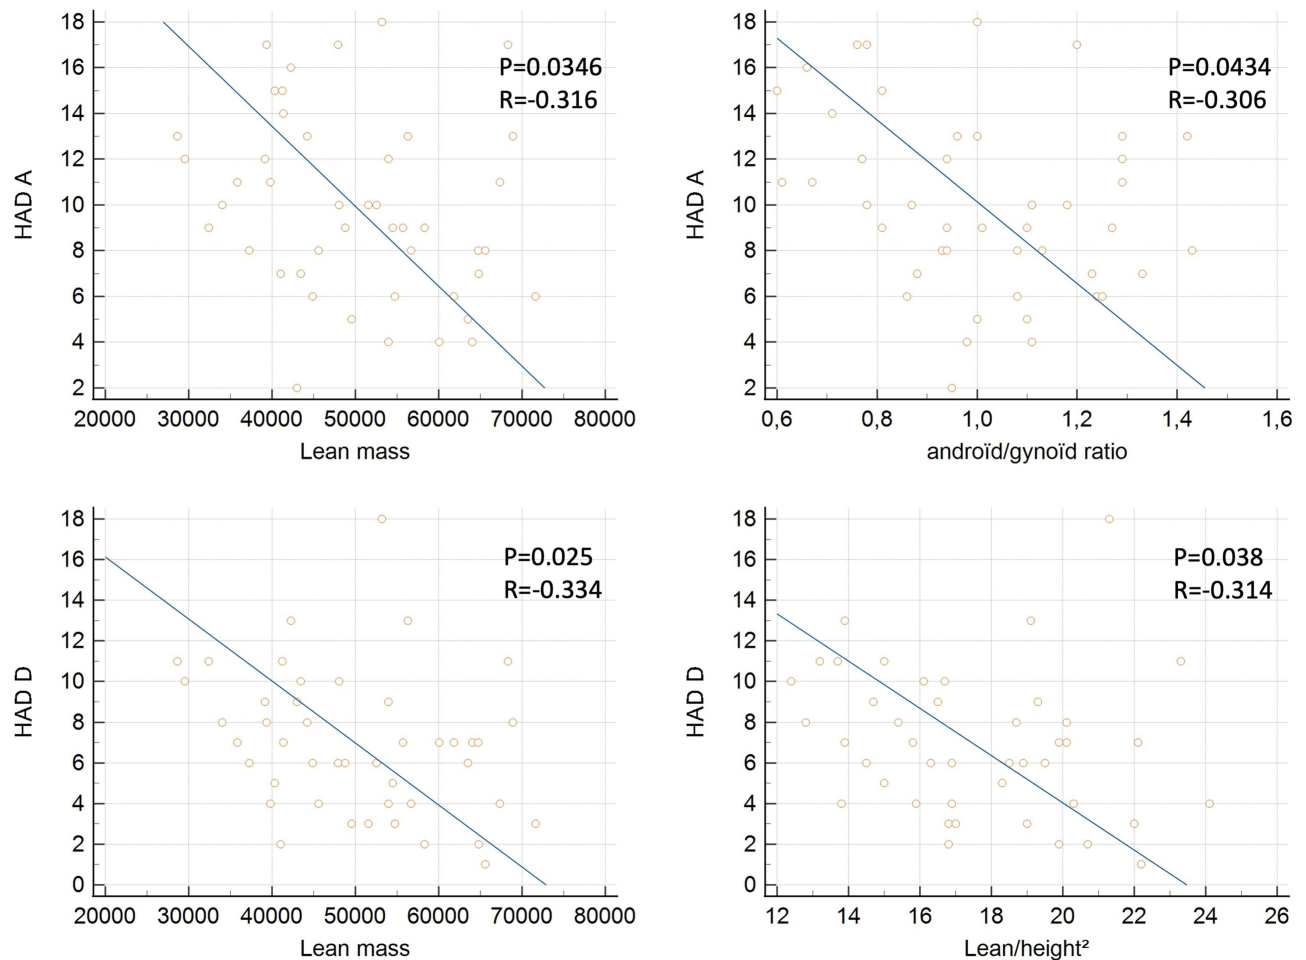 18
16
14
12
10
8
6
4
2
HAD A
P=0.0346
R=-0.316
20000 30000 40000 50000 60000 70000 80000
Lean mass
18
16
14
12
10
8
6
4
2
HAD A
P=0.0434
R=-0.306
0,6 0,8 1,0 1,2 1,4 1,6
androïd/gynoïd ratio
18
16
14
12
10
8
6
4
2
0
HAD D
P=0.025
R=-0.334
20000 30000 40000 50000 60000 70000 80000
Lean mass
18
16
14
12
10
8
6
4
2
0
HAD D
P=0.038
R=-0.314
12 14 16 18 20 22 24 26
Lean/height²